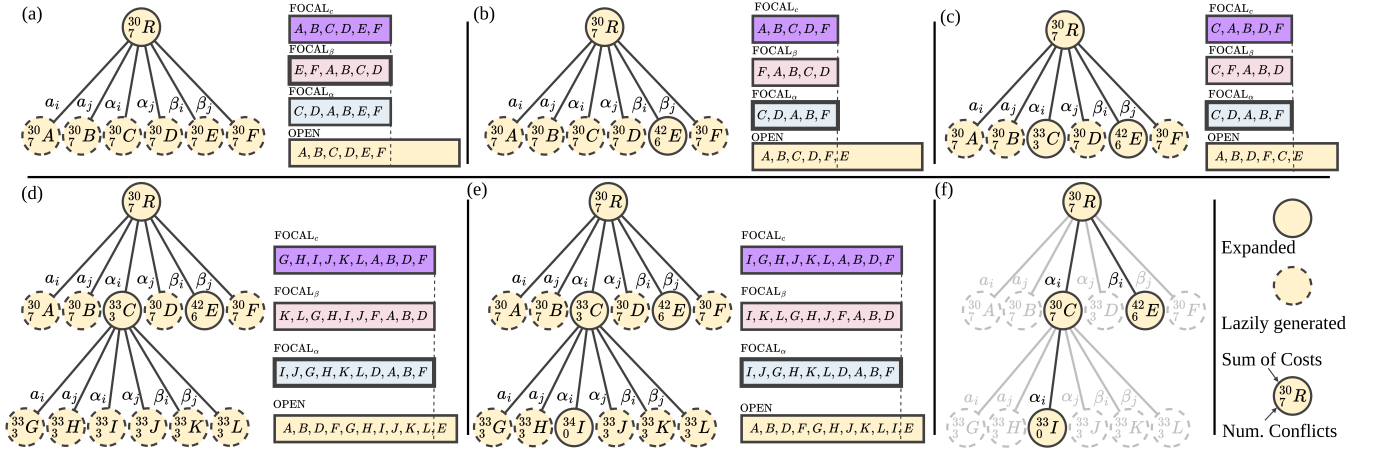 (a)
30 7 R
a_i a_j α_i α_j β_i β_j
30 7 A 30 7 B 30 7 C 30 7 D 30 7 E 30 7 F
FOCAL_c
A, B, C, D, E, F
FOCAL_β
E, F, A, B, C, D
FOCAL_α
C, D, A, B, E, F
OPEN
A, B, C, D, E, F
(b)
30 7 R
a_i a_j α_i α_j β_i β_j
30 7 A 30 7 B 30 7 C 30 7 D 42 6 E 30 7 F
FOCAL_c
A, B, C, D, F
FOCAL_β
F, A, B, C, D
FOCAL_α
C, D, A, B, F
OPEN
A, B, C, D, F, E
(c)
30 7 R
a_i a_j α_i α_j β_i β_j
30 7 A 30 7 B 33 3 C 30 7 D 42 6 E 30 7 F
FOCAL_c
C, A, B, D, F
FOCAL_β
C, F, A, B, D
FOCAL_α
C, D, A, B, F
OPEN
A, B, D, F, C, E
(d)
30 7 R
a_i a_j α_i α_j β_i β_j
30 7 A 30 7 B 33 3 C 30 7 D 42 6 E 30 7 F
a_i a_j α_i α_j β_i β_j
33 3 G 33 3 H 33 3 I 33 3 J 33 3 K 33 3 L
FOCAL_c
G, H, I, J, K, L, A, B, D, F
FOCAL_β
K, L, G, H, I, J, F, A, B, D
FOCAL_α
I, J, G, H, K, L, D, A, B, F
OPEN
A, B, D, F, G, H, I, J, K, L, E
(e)
30 7 R
a_i a_j α_i α_j β_i β_j
30 7 A 30 7 B 33 3 C 30 7 D 42 6 E 30 7 F
a_i a_j α_i α_j β_i β_j
33 3 G 33 3 H 34 0 I 33 3 J 33 3 K 33 3 L
FOCAL_c
I, G, H, J, K, L, A, B, D, F
FOCAL_β
I, K, L, G, H, J, F, A, B, D
FOCAL_α
I, J, G, H, K, L, D, A, B, F
OPEN
A, B, D, F, G, H, J, K, L, I, E
(f)
30 7 R
a_i a_j α_i α_j β_i β_j
30 7 A 30 7 B 30 7 C 33 3 D 42 6 E 30 7 F
a_i a_j α_i α_j β_i β_j
33 3 G 33 3 H 33 0 I 33 3 J 33 3 K 33 3 L
Expanded
Lazily generated
Sum of Costs
30 7 R
Num. Conflicts